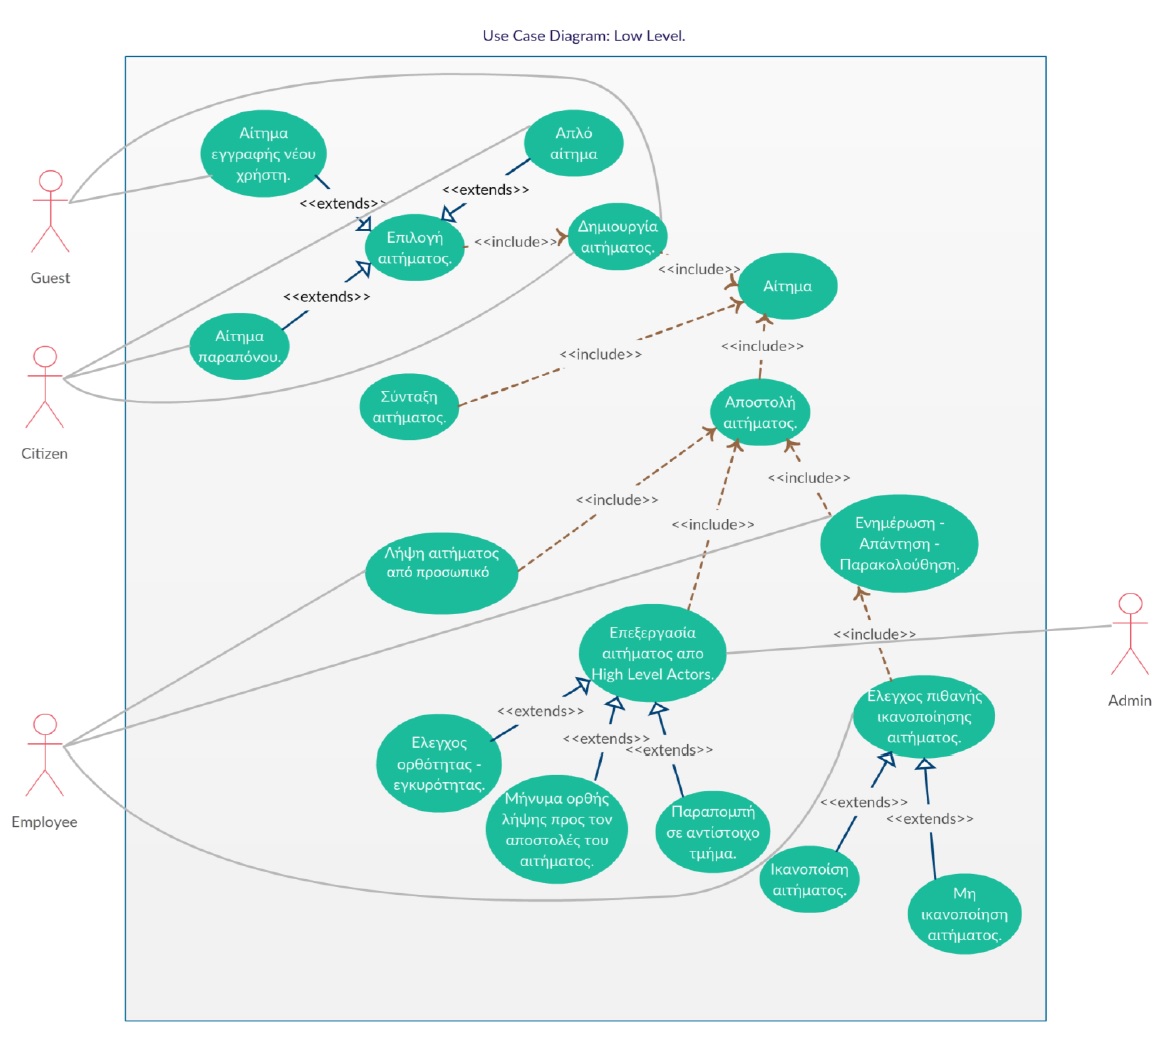 Use Case Diagram: Low Level.
Αίτημα
εγγραφής νέου
χρήστη.
Απλό
αίτημα
<<extends>>
<<extends>>
Guest
Επιλογή
αιτήματος.
<<include>>
Δημιουργία
αιτήματος.
<<include>>
Αίτημα
<<extends>>
Αίτημα
παραπόνου.
<<include>>
<<include>>
Citizen
Σύνταξη
αιτήματος.
Αποστολή
αιτήματος.
<<include>>
<<include>>
<<include>>
Ενημέρωση -
Απάντηση -
Παρακολούθηση.
Λήψη αιτήματος
από προσωπικό
<<include>>
Επεξεργασία
αιτήματος απο
High Level Actors.
Admin
Ελεγχος πιθανής
ικανοποίησης
αιτήματος.
<<extends>>
<<extends>>
<<extends>>
Employee
Ελεγχος
ορθότητας -
εγκυρότητας.
Μήνυμα ορθής
λήψης προς τον
αποστολές του
αιτήματος.
Παραπομπή
σε αντίστοιχο
τμήμα.
<<extends>>
<<extends>>
Ικανοποίση
αιτήματος.
Μη
ικανοποίηση
αιτήματος.